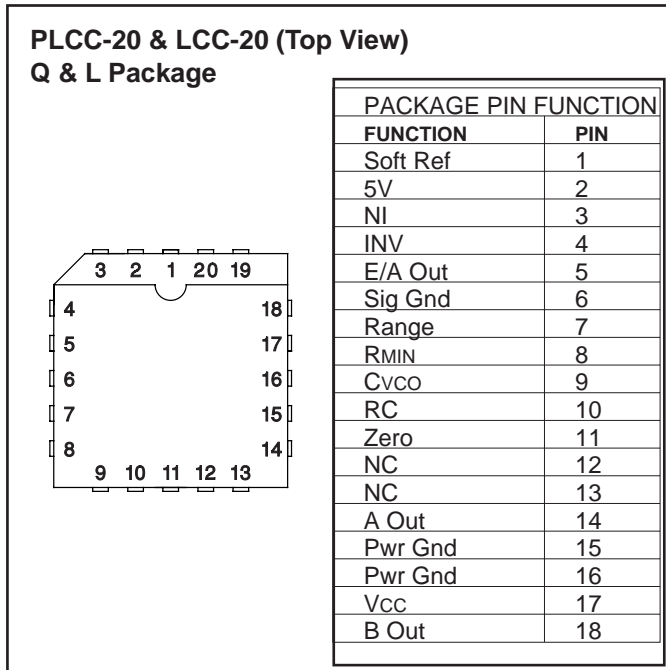 PLCC-20 & LCC-20 (Top View)
Q & L Package
3 2 1 20 19
4 18
5 17
6 16
7 15
8 14
9 10 11 12 13
PACKAGE PIN FUNCTION
FUNCTION PIN
Soft Ref 1
5V 2
NI 3
INV 4
E/A Out 5
Sig Gnd 6
Range 7
RMIN 8
CVCO 9
RC 10
Zero 11
NC 12
NC 13
A Out 14
Pwr Gnd 15
Pwr Gnd 16
VCC 17
B Out 18